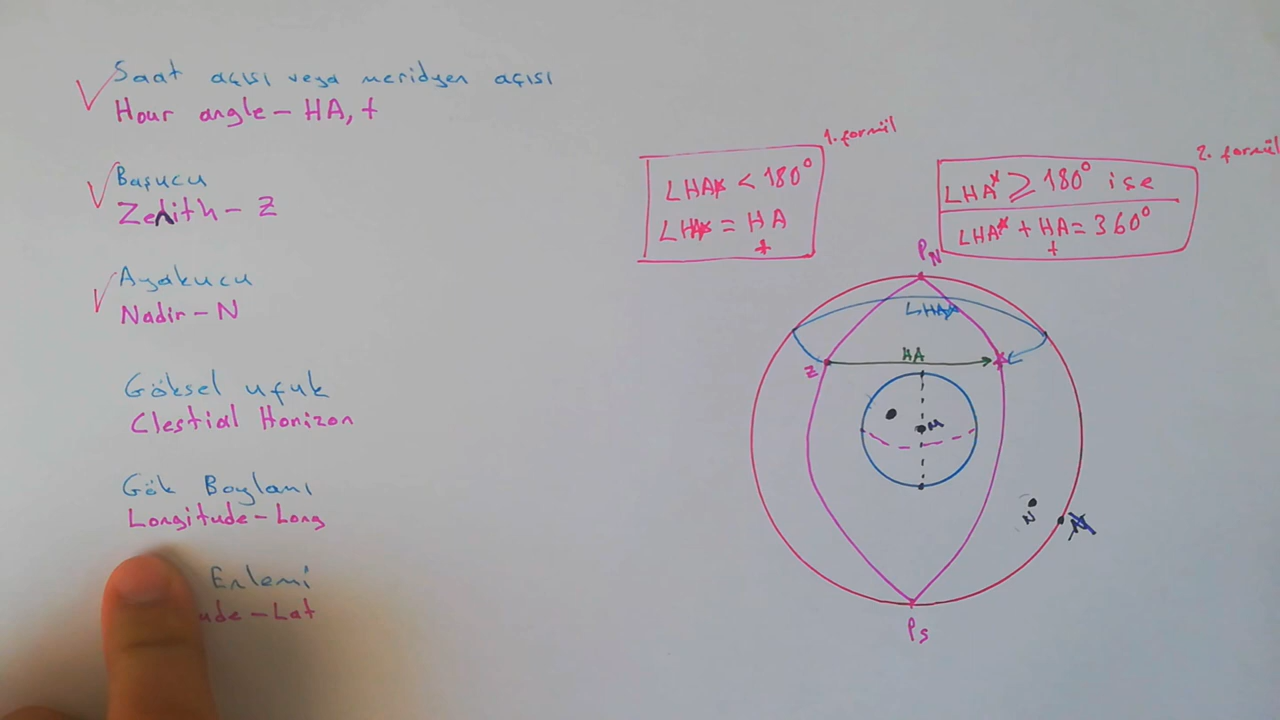 Saat açısı veya meridyen açısı
Hour angle - HA, t
Başucu
Zenith - Z
Ayakucu
Nadir - N
Göksel ufuk
Clestial Horizon
Gök Boylamı
Longitude - Long
Enlemi
ude - Lat
1. formül
LHA* < 180°
LHA* = HA
t
2. formül
LHA* ≥ 180° ise
LHA* + HA = 360°
t
PN
LHA*
HA
Z
M
N
PS